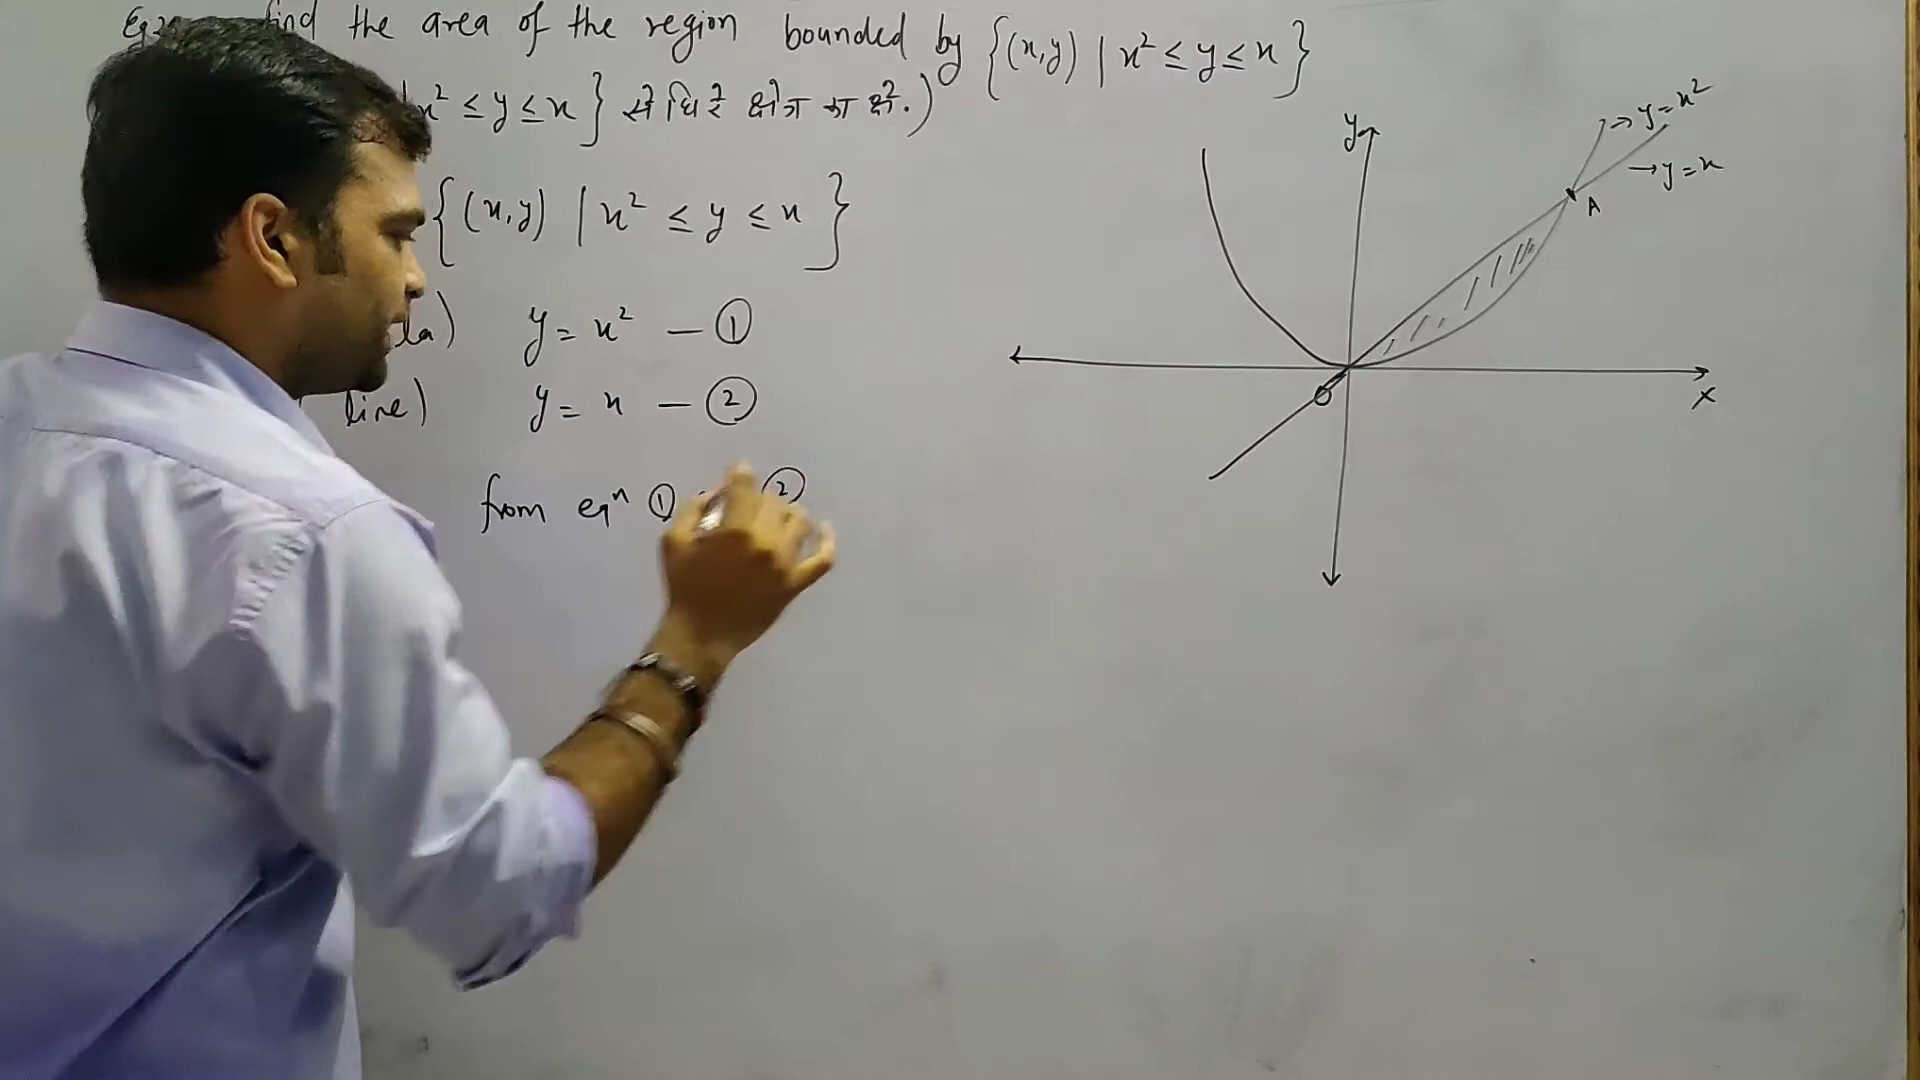 find the area of the region bounded by {(x,y) | x² ≤ y ≤ x}
x² ≤ y ≤ x} से घिरे क्षेत्र का क्षे.)
{(x,y) | x² ≤ y ≤ x}
la) y = x² — ①
line) y = x — ②
from eqⁿ ① ②
y
→ y = x²
→ y = x
A
O
x